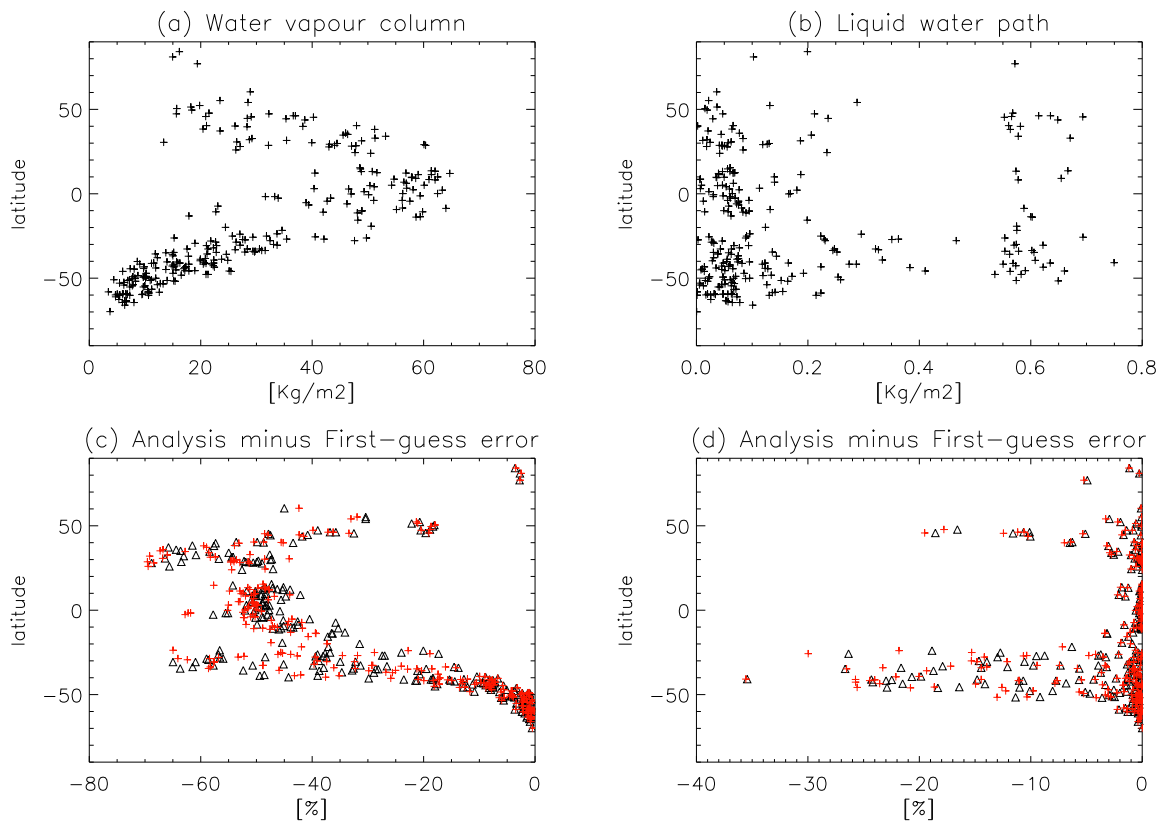 (a) Water vapour column
latitude
50
0
−50
0 20 40 60 80
[Kg/m2]
(b) Liquid water path
latitude
50
0
−50
0.0 0.2 0.4 0.6 0.8
[Kg/m2]
(c) Analysis minus First−guess error
latitude
50
0
−50
−80 −60 −40 −20 0
[%]
(d) Analysis minus First−guess error
latitude
50
0
−50
−40 −30 −20 −10 0
[%]